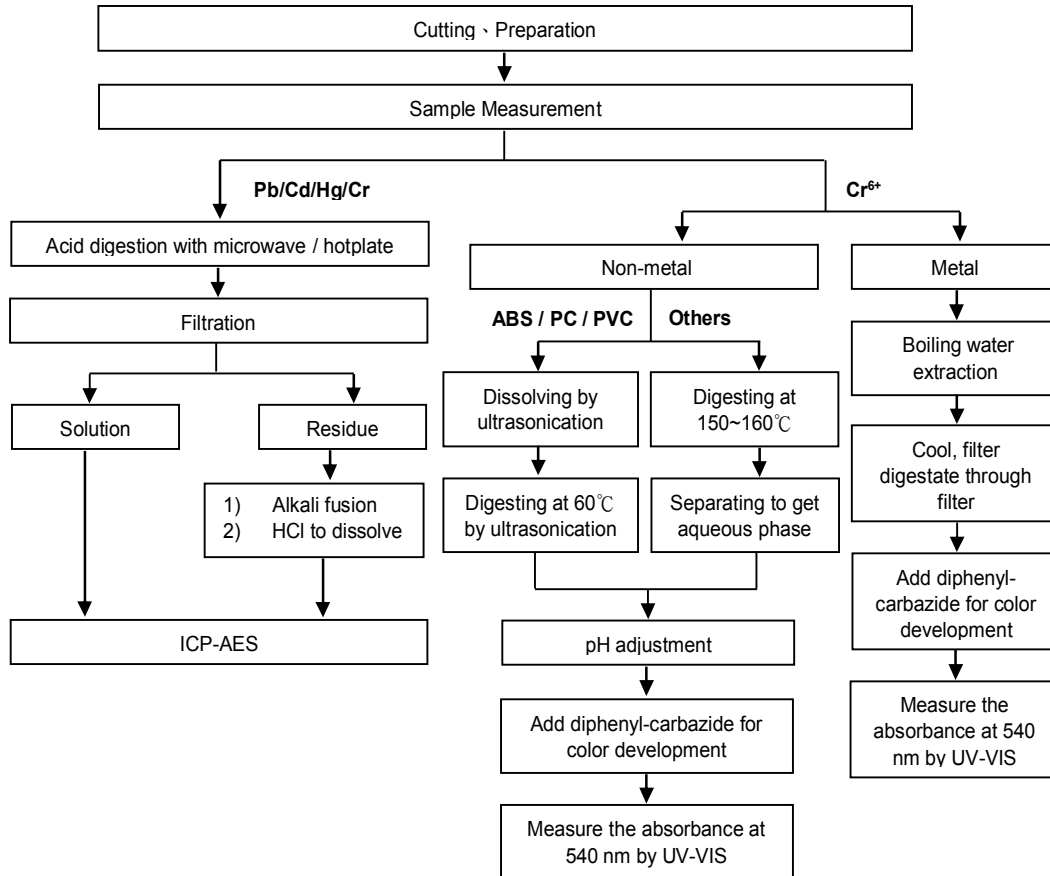 Cutting、Preparation
Sample Measurement
Pb/Cd/Hg/Cr
Acid digestion with microwave / hotplate
Filtration
Solution
Residue
1) Alkali fusion
2) HCl to dissolve
ICP-AES
Cr⁶⁺
Non-metal
ABS / PC / PVC
Others
Dissolving by
ultrasonication
Digesting at 60℃
by ultrasonication
Digesting at
150~160℃
Separating to get
aqueous phase
pH adjustment
Add diphenyl-carbazide for
color development
Measure the absorbance at
540 nm by UV-VIS
Metal
Boiling water
extraction
Cool, filter
digestate through
filter
Add diphenyl-
carbazide for color
development
Measure the
absorbance at 540
nm by UV-VIS